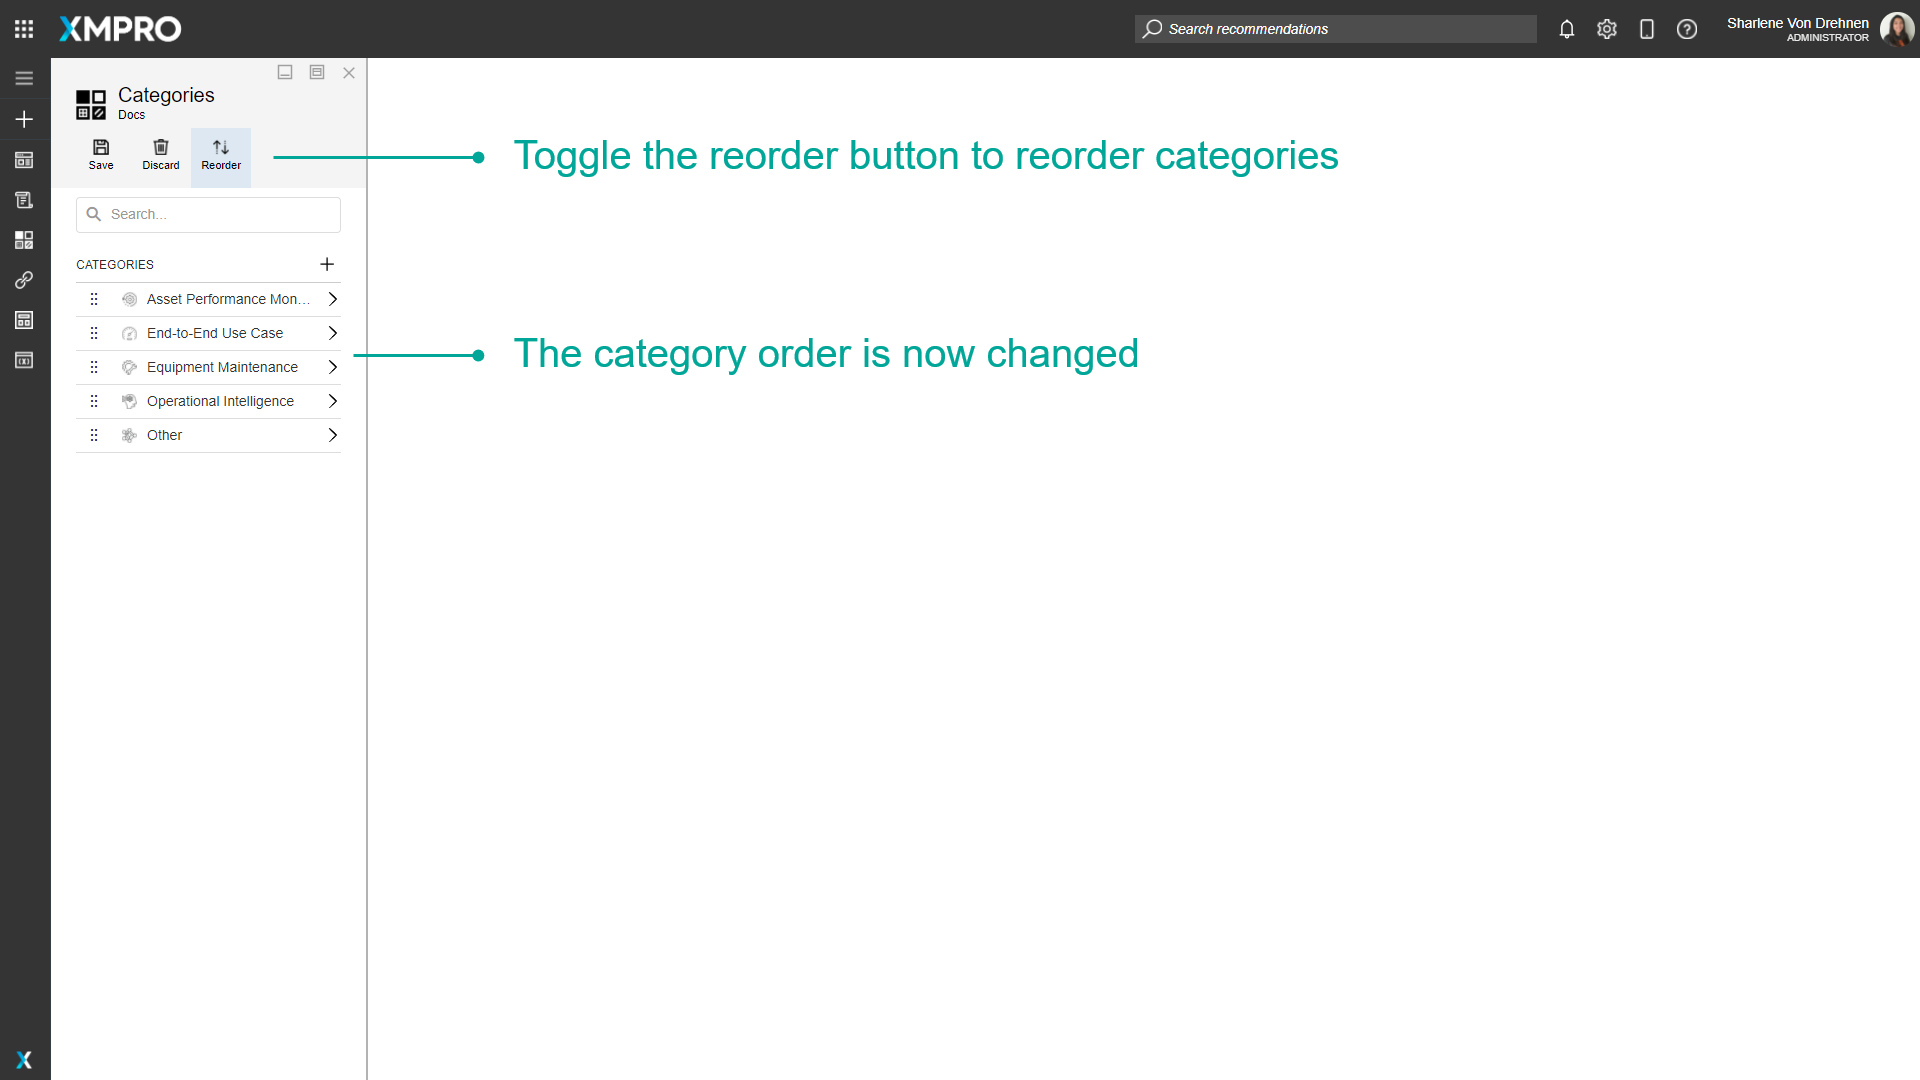 XMPRO
Search recommendations
Sharlene Von Drehnen
ADMINISTRATOR
Categories
Docs
Save
Discard
Reorder
Toggle the reorder button to reorder categories
Search...
CATEGORIES
Asset Performance Mon...
End-to-End Use Case
The category order is now changed
Equipment Maintenance
Operational Intelligence
Other